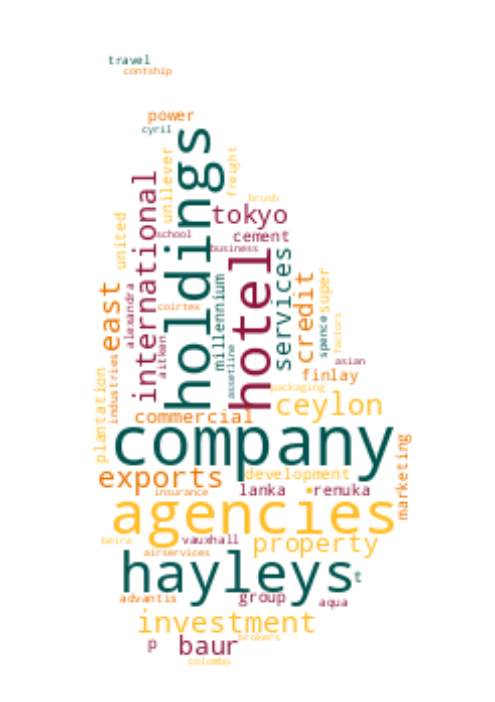 travel
contship
power
cyril
holdings
unilever
freight
international
brush
tokyo
united
school
cement
business
hotel
services
east
alexandra
millennium
credit
super
coirtex
spence
factors
aitken
assetline
asian
industries
finlay
plantation
packaging
ceylon
commercial
company
marketing
exports
development
insurance
lanka
renuka
agencies
beira
vauxhall
property
airservices
hayleys
t
advantis
group
aqua
investment
brokers
p
baur
colombo